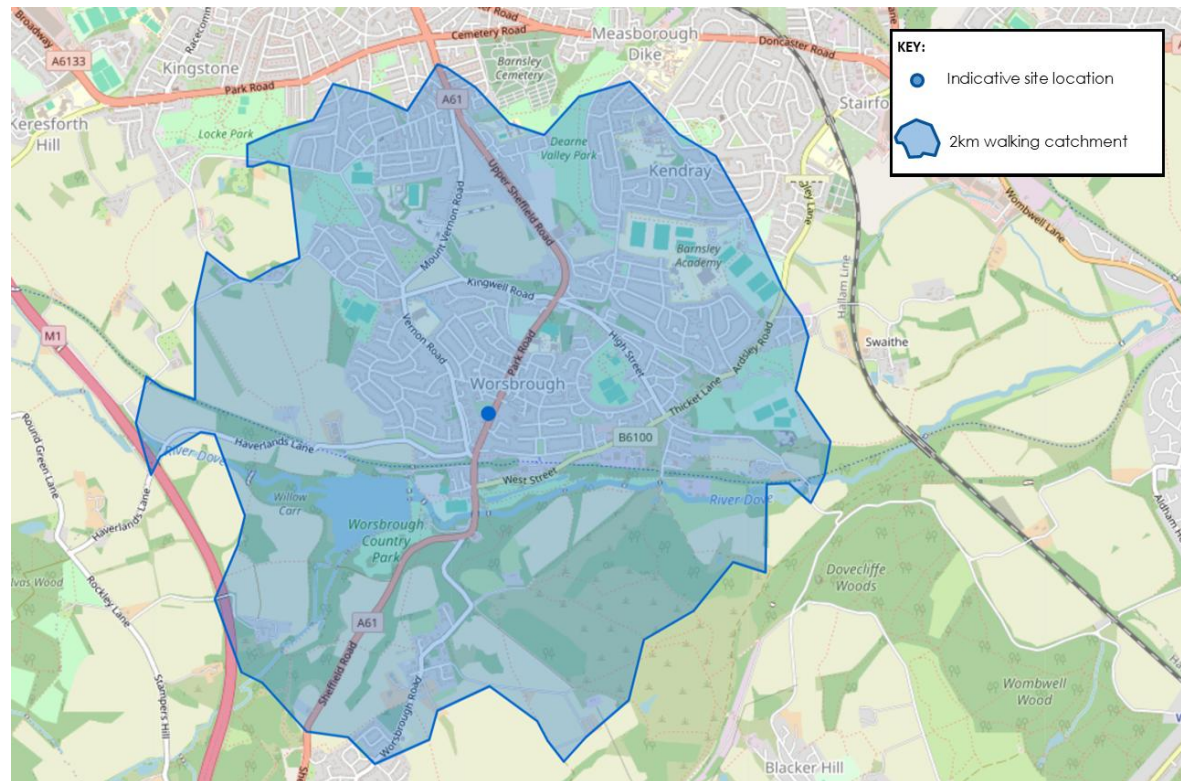 Broadway
A6133
Kingstone
Park Road
Cemetery Road
Measborough
Dike
Doncaster Road
Barnsley
Cemetery
KEY:
Indicative site location
2km walking catchment
Keresforth
Hill
Locke Park
A61
Dearne
Valley Park
Kendray
Upper Sheffield Road
Mount Vernon Road
Barnsley
Academy
Wombwell Lane
Kingwell Road
Hallam Line
M1
Vernon Road
Park Road
High Street
Ardsley Road
Swaithe
Worsbrough
Thicket Lane
B6100
Round Green Lane
River Dove
Haverlands Lane
West Street
River Dove
Willow
Carr
Worsbrough
Country
Park
Haverlands Lane
Rockley Lane
Dovecliffe
Woods
A61
Sheffield Road
Worsbrough Road
Stampers Hill
Wombwell
Wood
Blacker Hill